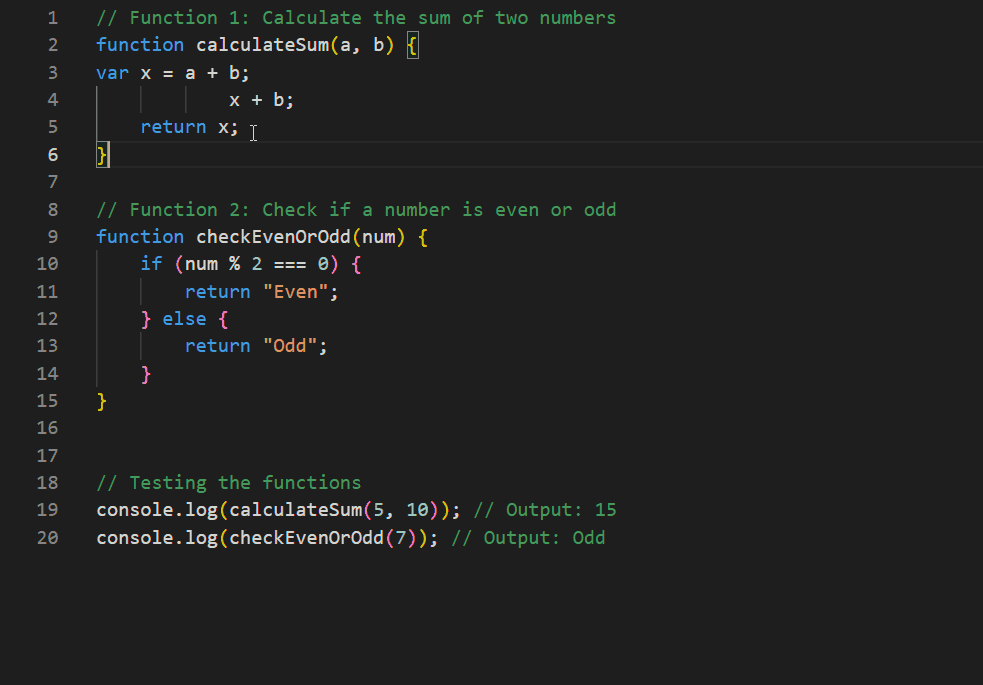 1 // Function 1: Calculate the sum of two numbers
2 function calculateSum(a, b) {
3 var x = a + b;
4             x + b;
5     return x;
6 }
7
8 // Function 2: Check if a number is even or odd
9 function checkEvenOrOdd(num) {
10     if (num % 2 === 0) {
11         return "Even";
12     } else {
13         return "Odd";
14     }
15 }
16
17
18 // Testing the functions
19 console.log(calculateSum(5, 10)); // Output: 15
20 console.log(checkEvenOrOdd(7)); // Output: Odd